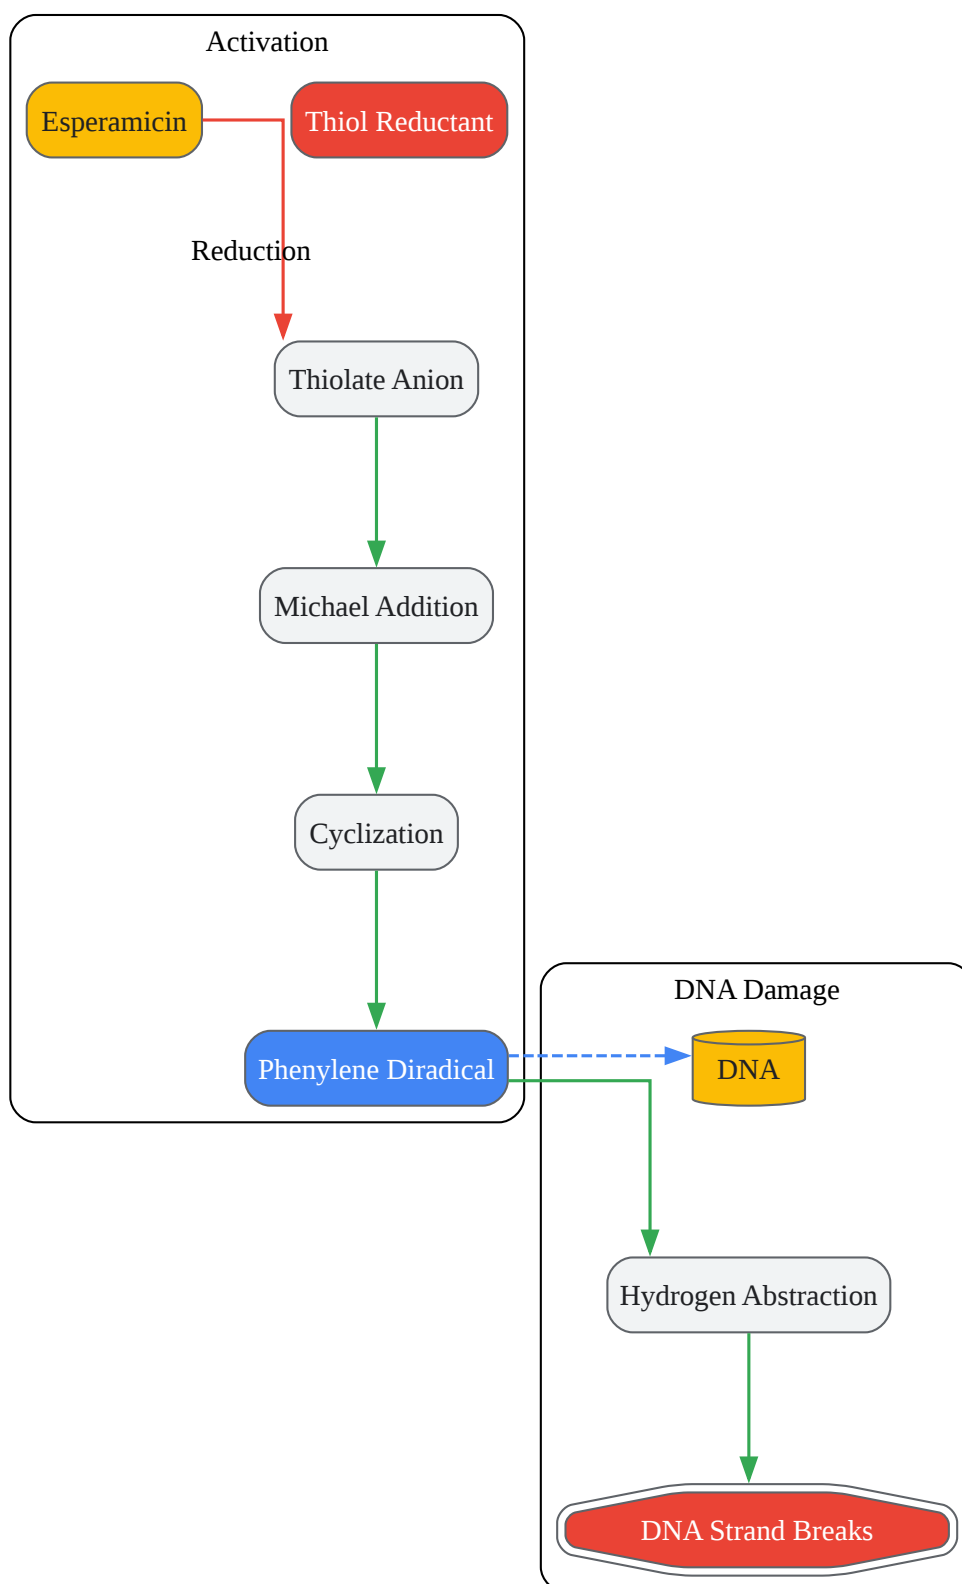 Activation
Esperamicin
Thiol Reductant
Reduction
Thiolate Anion
Michael Addition
Cyclization
Phenylene Diradical
DNA Damage
DNA
Hydrogen Abstraction
DNA Strand Breaks